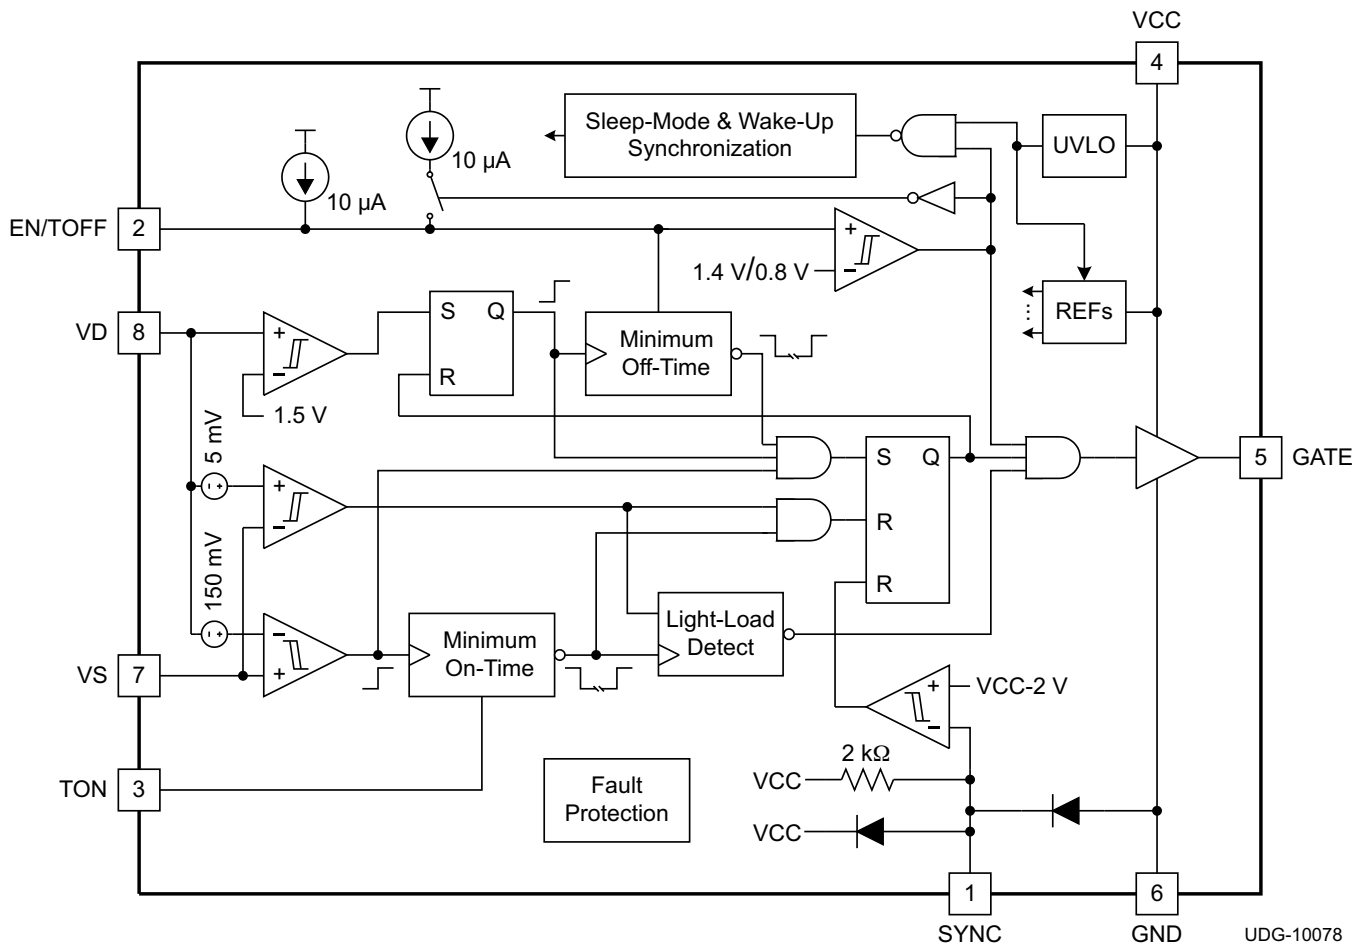 VCC
4
Sleep-Mode & Wake-Up
Synchronization
UVLO
10 µA
10 µA
EN/TOFF
2
+
−
1.4 V/0.8 V
REFs
VD
8
+
−
1.5 V
S
Q
R
Minimum
Off-Time
5 mV
+
−
S
Q
R
R
5
GATE
150 mV
−
+
VS
7
Minimum
On-Time
Light-Load
Detect
+
−
VCC-2 V
TON
3
Fault
Protection
2 kΩ
VCC
VCC
1
SYNC
6
GND
UDG-10078